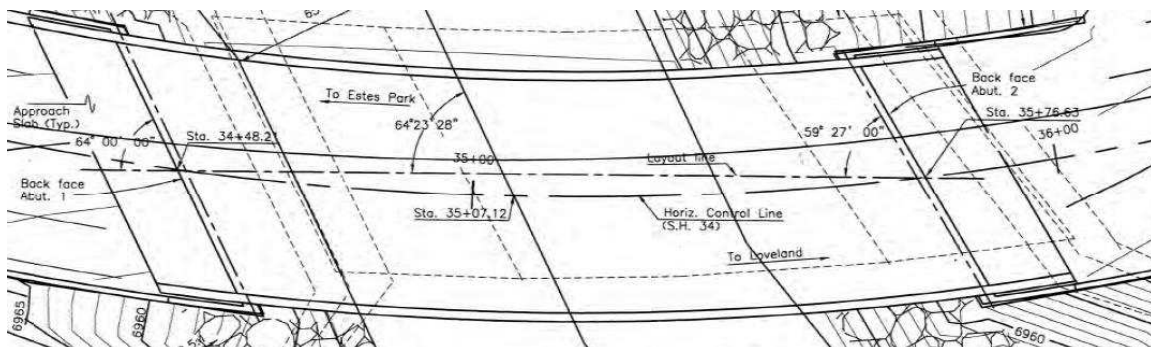 To Estes Park
Approach
Slab (Typ.)
64° 00' 00"
Sta. 34+48.2
64°23' 28"
35+00
Layout line
59° 27' 00"
Back face
Abut. 2
Sta. 35+76.63
36+00
Back face
Abut. 1
Sta. 35+07.12
Horiz. Control Line
(S.H. 34)
To Loveland
6965
6960
6960